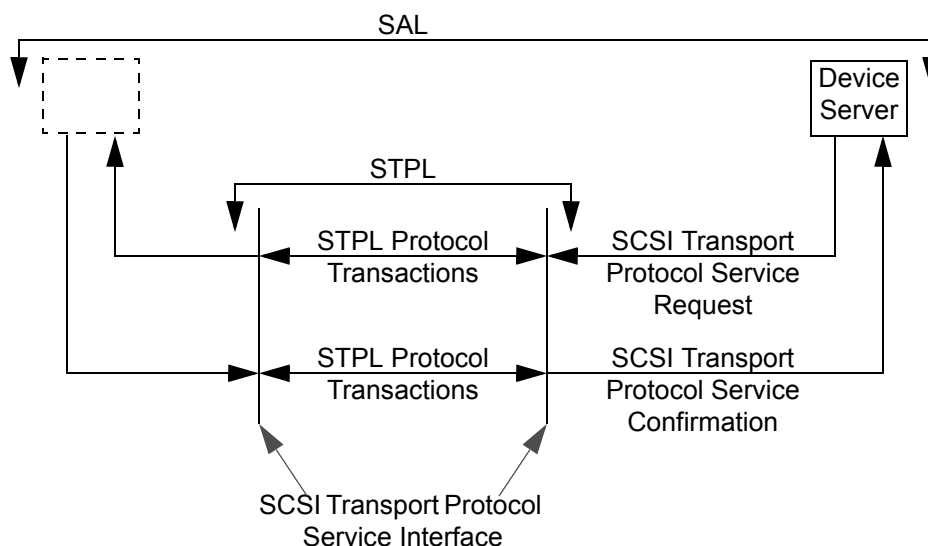 SAL
Device
Server
STPL
STPL Protocol
Transactions
SCSI Transport
Protocol Service
Request
STPL Protocol
Transactions
SCSI Transport
Protocol Service
Confirmation
SCSI Transport Protocol
Service Interface